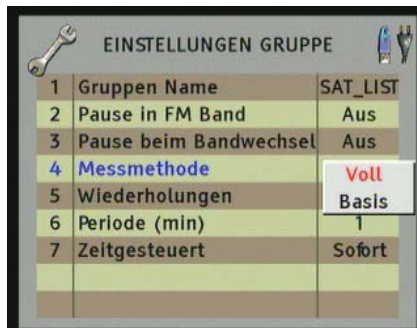 EINSTELLUNGEN GRUPPE
1 Gruppen Name SAT_LIST
2 Pause in FM Band Aus
3 Pause beim Bandwechsel Aus
4 Messmethode Voll
5 Wiederholungen Basis
6 Periode (min) 1
7 Zeitgesteuert Sofort